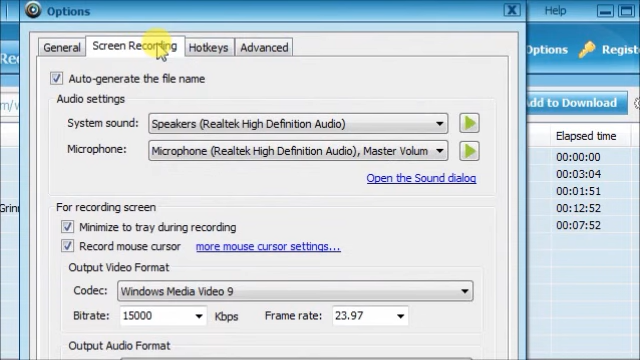 Options
Help
General
Screen Recording
Hotkeys
Advanced
Options
Register
Auto-generate the file name
Audio settings
Add to Download
System sound:
Speakers (Realtek High Definition Audio)
Elapsed time
Microphone:
Microphone (Realtek High Definition Audio), Master Volum
00:00:00
00:03:04
Open the Sound dialog
00:01:51
For recording screen
00:12:52
Minimize to tray during recording
00:07:52
Record mouse cursor
more mouse cursor settings...
Output Video Format
Codec:
Windows Media Video 9
Bitrate:
15000
Kbps
Frame rate:
23.97
Output Audio Format